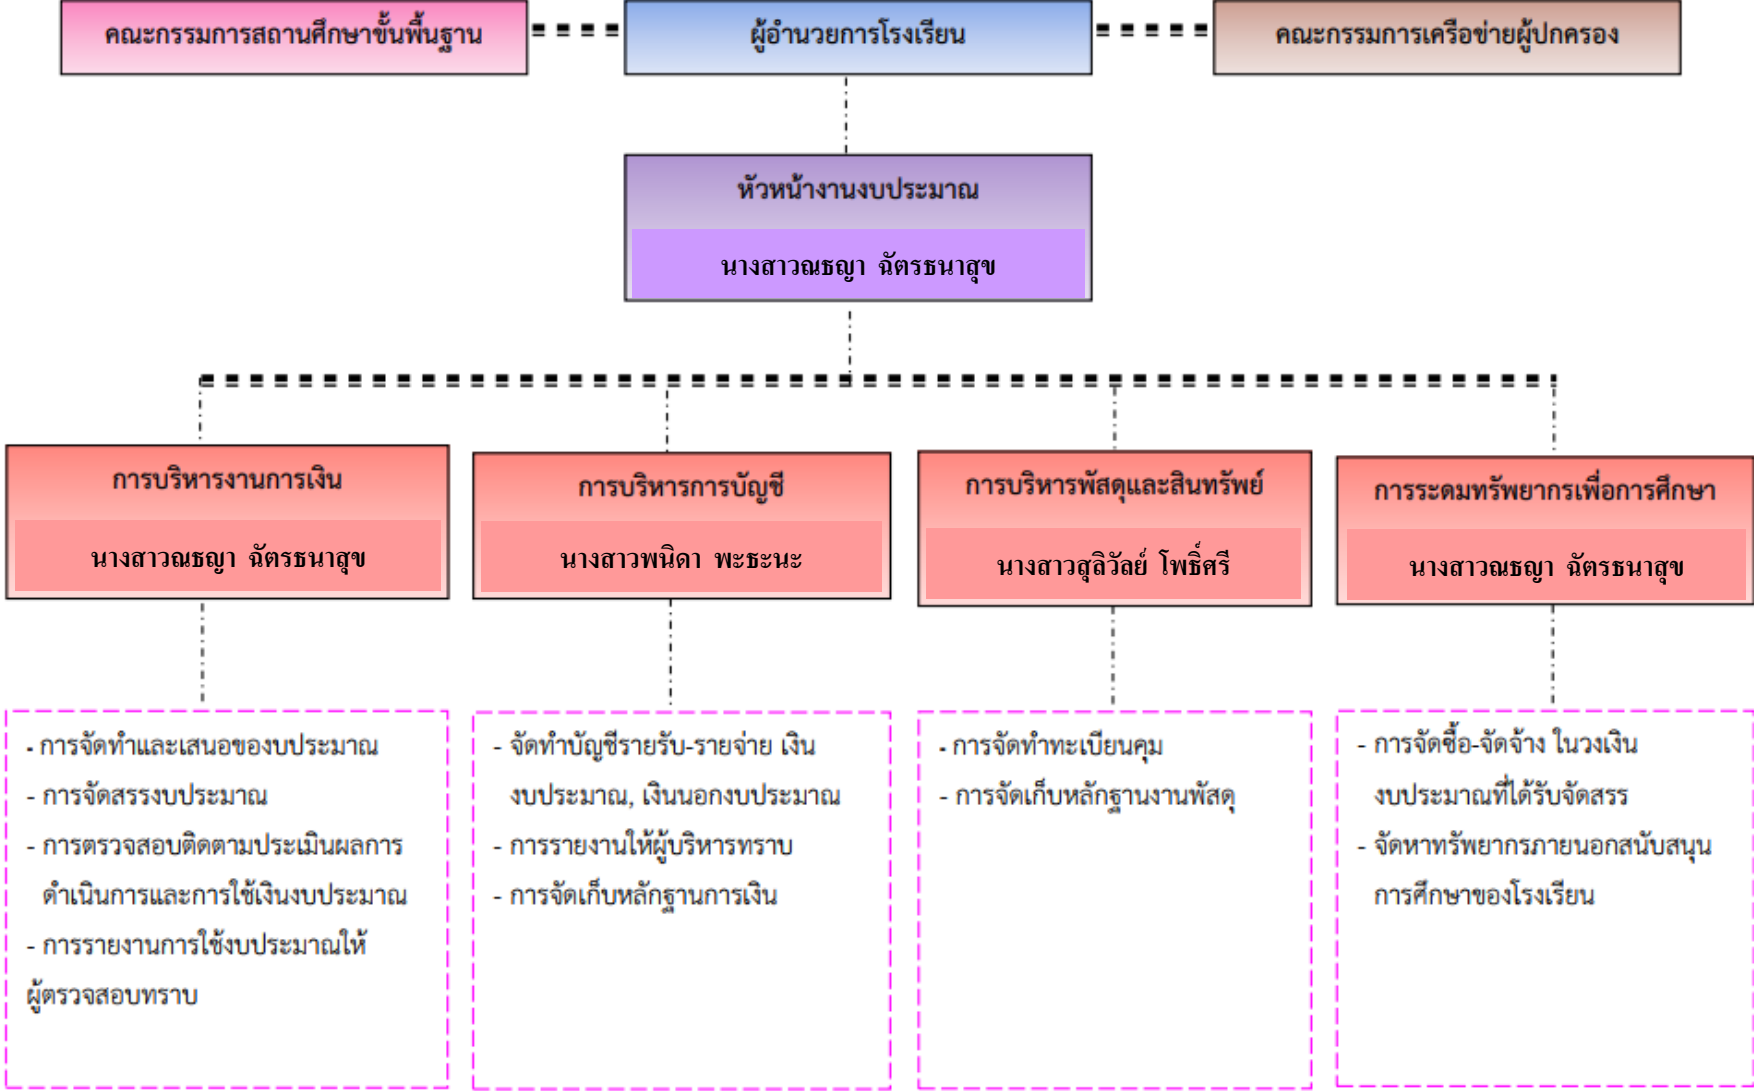 คณะกรรมการสถานศึกษาขั้นพื้นฐาน
ผู้อำนวยการโรงเรียน
คณะกรรมการเครือข่ายผู้ปกครอง
หัวหน้างานงบประมาณ
นางสาวณธญา ฉัตรธนาสุข
การบริหารงานการเงิน
นางสาวณธญา ฉัตรธนาสุข
การบริหารการบัญชี
นางสาวพนิดา พะธะนะ
การบริหารพัสดุและสินทรัพย์
นางสาวสุลิวัลย์ โพธิ์ศรี
การระดมทรัพยากรเพื่อการศึกษา
นางสาวณธญา ฉัตรธนาสุข
- การจัดทำและเสนอของบประมาณ
- การจัดสรรงบประมาณ
- การตรวจสอบติดตามประเมินผลการ
ดำเนินการและการใช้เงินงบประมาณ
- การรายงานการใช้งบประมาณให้
ผู้ตรวจสอบทราบ
- จัดทำบัญชีรายรับ-รายจ่าย เงิน
งบประมาณ, เงินนอกงบประมาณ
- การรายงานให้ผู้บริหารทราบ
- การจัดเก็บหลักฐานการเงิน
- การจัดทำทะเบียนคุม
- การจัดเก็บหลักฐานงานพัสดุ
- การจัดซื้อ-จัดจ้าง ในวงเงิน
งบประมาณที่ได้รับจัดสรร
- จัดหาทรัพยากรภายนอกสนับสนุน
การศึกษาของโรงเรียน